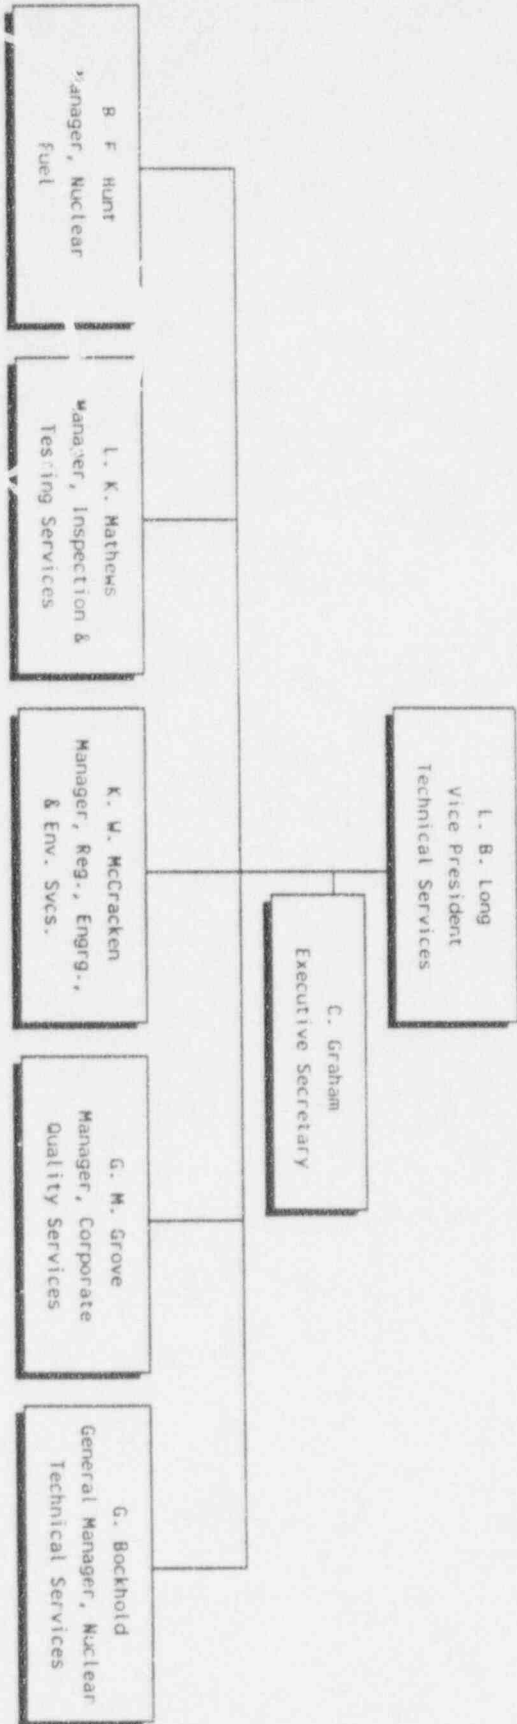 L. B. Long
Vice President
Technical Services
C. Graham
Executive Secretary
B F Hunt
Manager, Nuclear
Fuel
L. K. Mathews
Manager, Inspection &
Testing Services
K. W. McCracken
Manager, Reg., Engrg.,
& Env. Svcs.
G. M. Grove
Manager, Corporate
Quality Services
G. Bockhold
General Manager, Nuclear
Technical Services